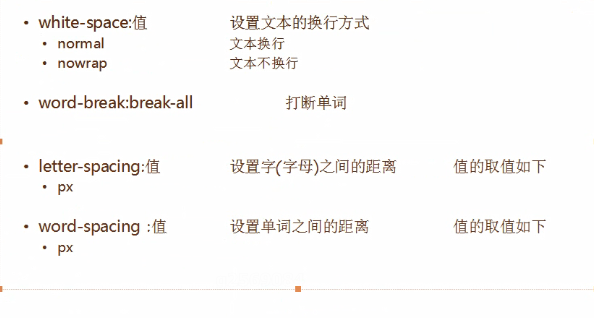 • white-space:值 设置文本的换行方式
• normal 文本换行
• nowrap 文本不换行
• word-break:break-all 打断单词
• letter-spacing:值 设置字(字母)之间的距离 值的取值如下
• px
• word-spacing :值 设置单词之间的距离 值的取值如下
• px